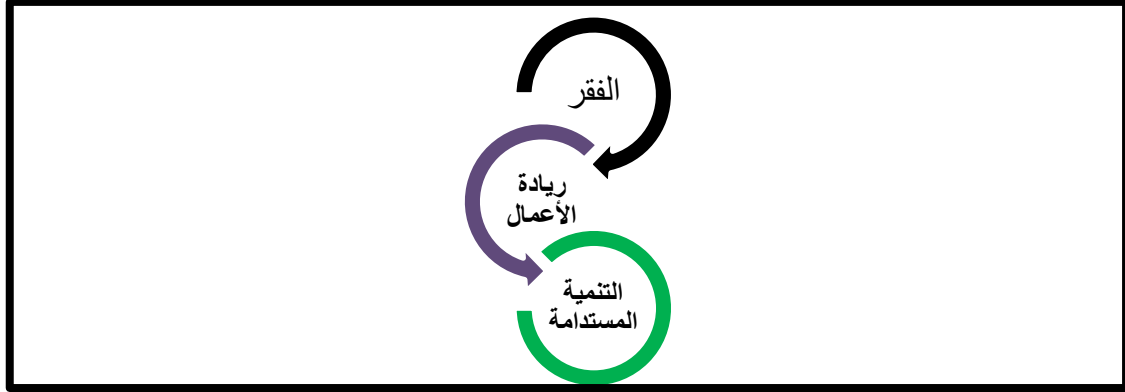 الفقر
ريادة
الأعمال
التنمية
المستدامة